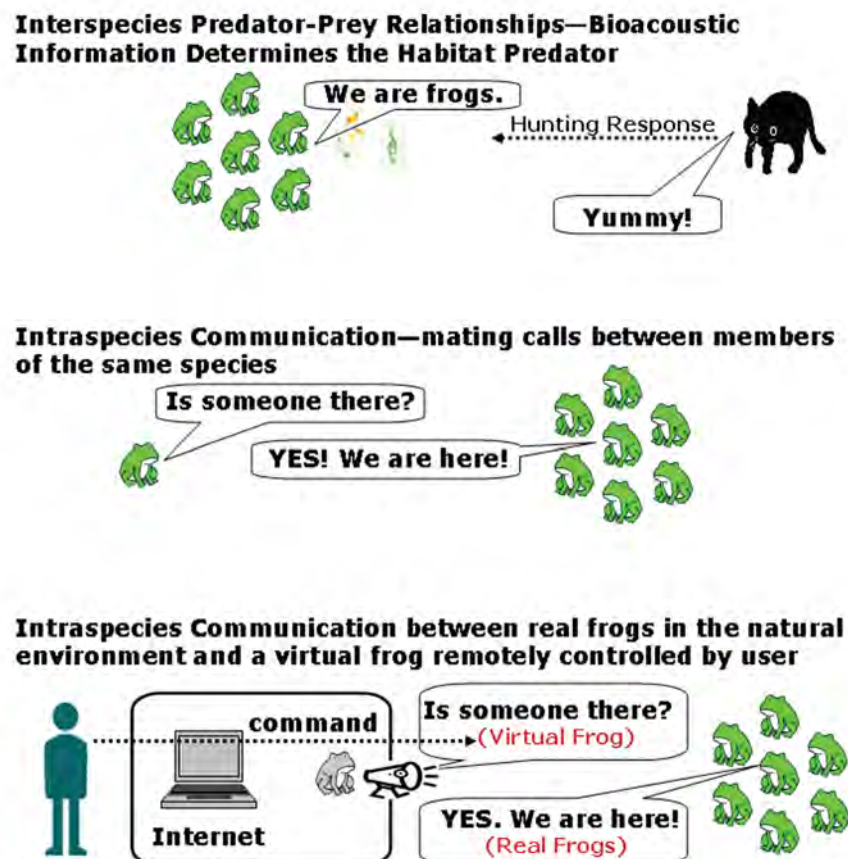 Interspecies Predator-Prey Relationships—Bioacoustic
Information Determines the Habitat Predator
We are frogs.
Hunting Response
Yummy!
Intraspecies Communication—mating calls between members
of the same species
Is someone there?
YES! We are here!
Intraspecies Communication between real frogs in the natural
environment and a virtual frog remotely controlled by user
command
Is someone there?
(Virtual Frog)
Internet
YES. We are here!
(Real Frogs)